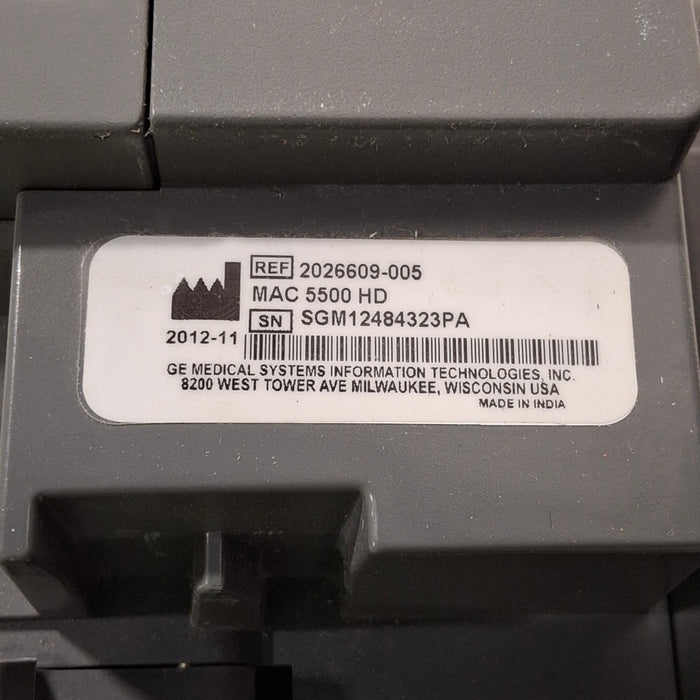 REF 2026609-005
MAC 5500 HD
SN SGM12484323PA
2012-11
GE MEDICAL SYSTEMS INFORMATION TECHNOLOGIES, INC.
8200 WEST TOWER AVE MILWAUKEE, WISCONSIN USA
MADE IN INDIA